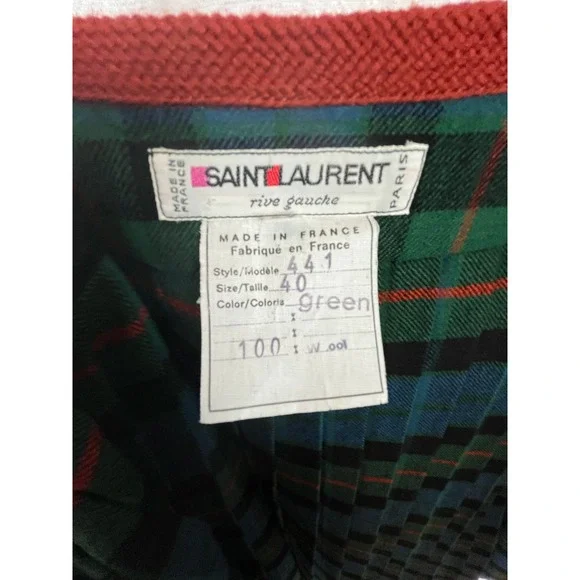 MADE IN FRANCE
SAINT LAURENT
rive gauche
PARIS
MADE IN FRANCE
Fabriqué en France
Style/Modèle 441
Size/Taille 40
Color/Coloris green
:
100 : Wool